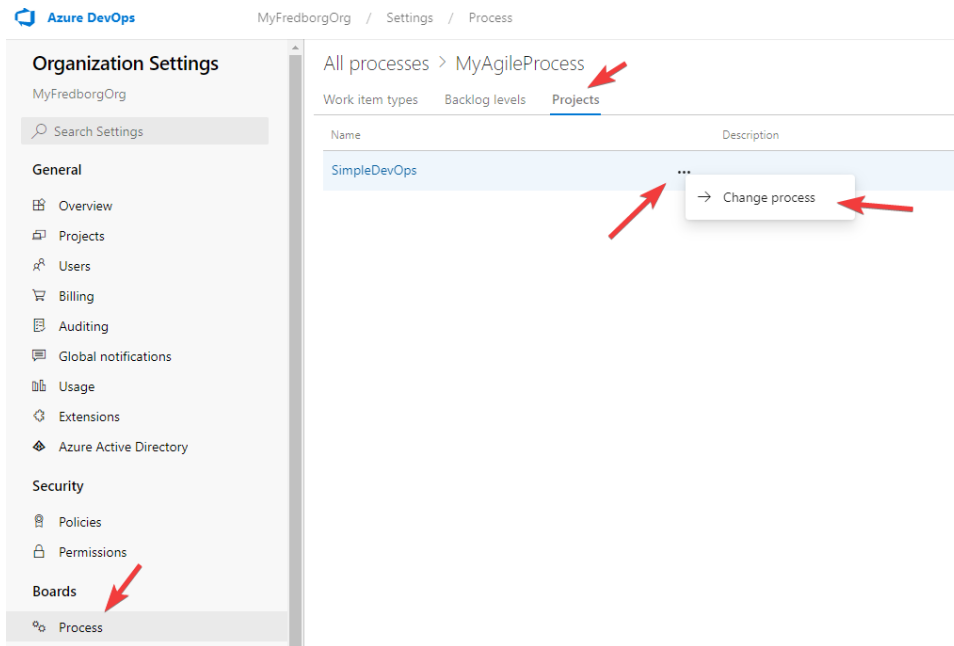 Azure DevOps MyFredborgOrg / Settings / Process
Organization Settings
MyFredborgOrg
Search Settings
General
Overview
Projects
Users
Billing
Auditing
Global notifications
Usage
Extensions
Azure Active Directory
Security
Policies
Permissions
Boards
Process
All processes > MyAgileProcess
Work item types Backlog levels Projects
Name Description
SimpleDevOps ...
→ Change process